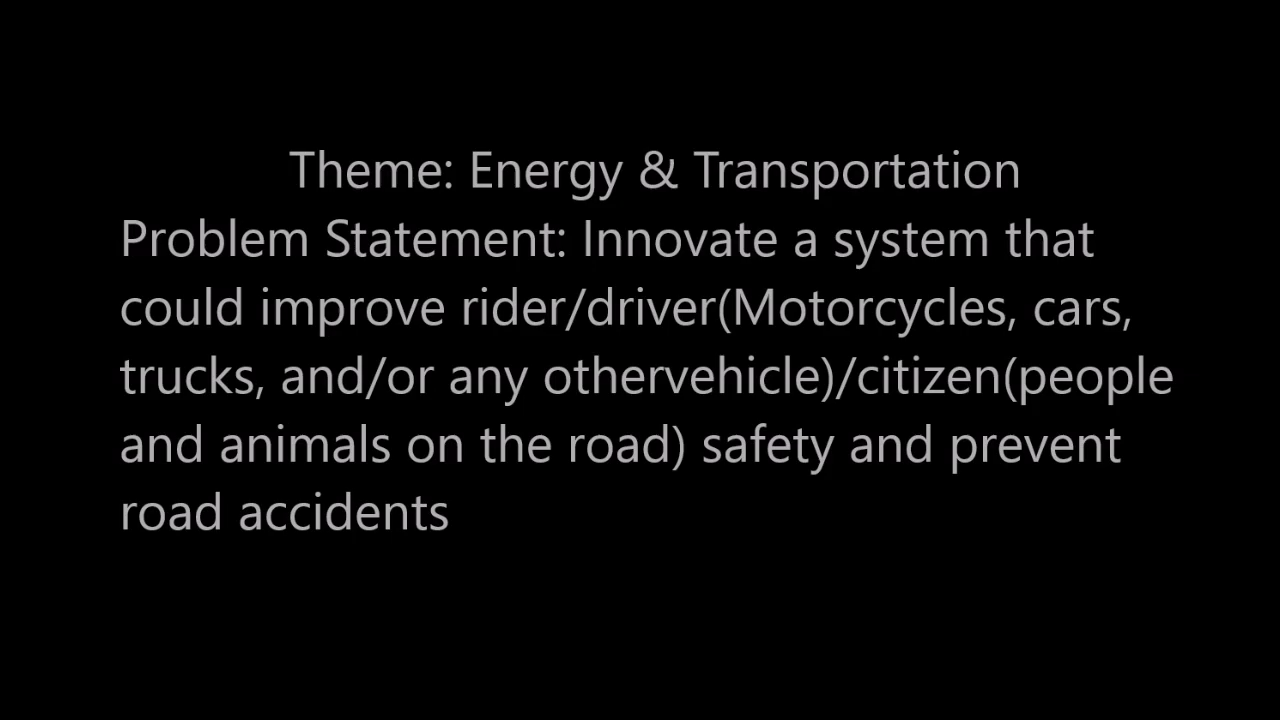 Theme: Energy & Transportation
Problem Statement: Innovate a system that
could improve rider/driver(Motorcycles, cars,
trucks, and/or any othervehicle)/citizen(people
and animals on the road) safety and prevent
road accidents